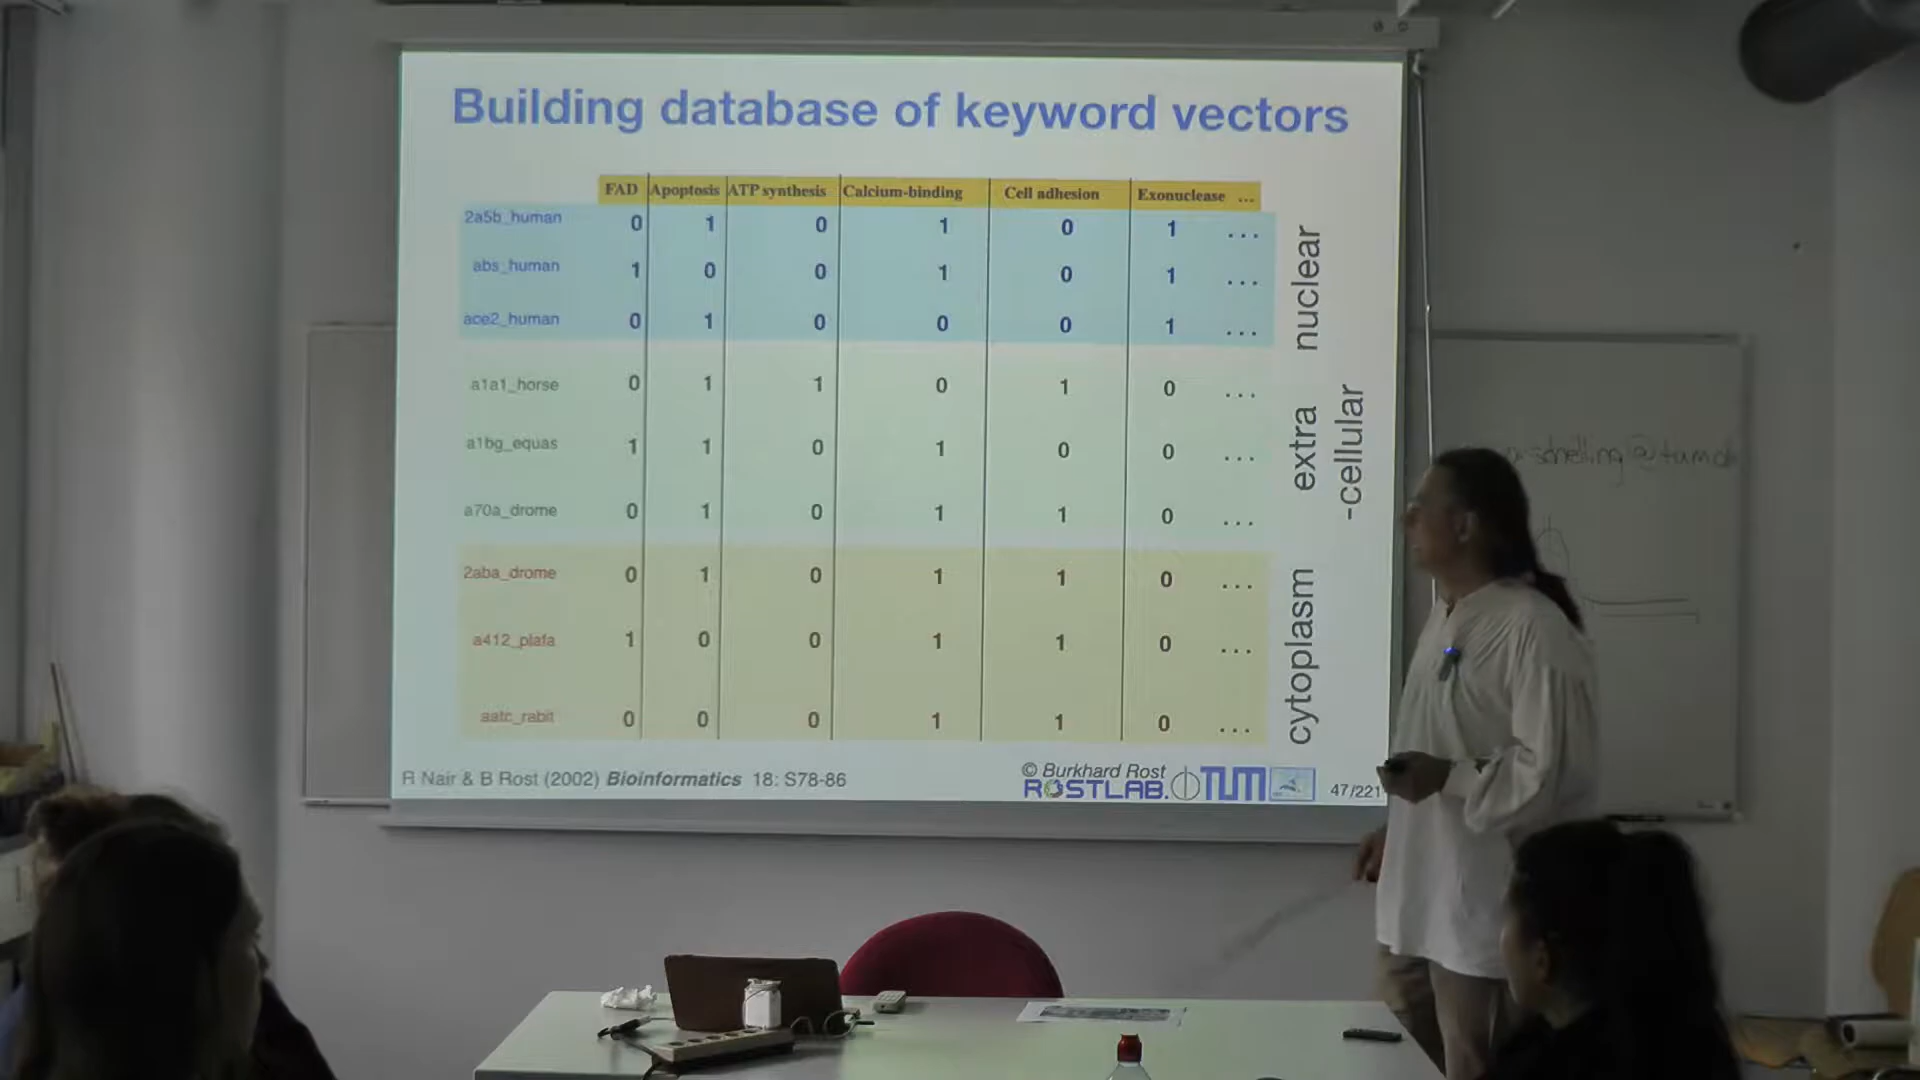 Building database of keyword vectors
FAD Apoptosis ATP synthesis Calcium-binding Cell adhesion Exonuclease ...
2a5b_human 0 1 0 1 0 1 ...
abs_human 1 0 0 1 0 1 ...
ace2_human 0 1 0 0 0 1 ...
nuclear
a1a1_horse 0 1 1 0 1 0 ...
a1bg_equas 1 1 0 1 0 0 ...
a70a_drome 0 1 0 1 1 0 ...
extra
-cellular
2aba_drome 0 1 0 1 1 0 ...
a412_plafa 1 0 0 1 1 0 ...
aatc_rabit 0 0 0 1 1 0 ...
cytoplasm
R Nair & B Rost (2002) Bioinformatics 18: S78-86
© Burkhard Rost
ROSTLAB. TUM
47/221